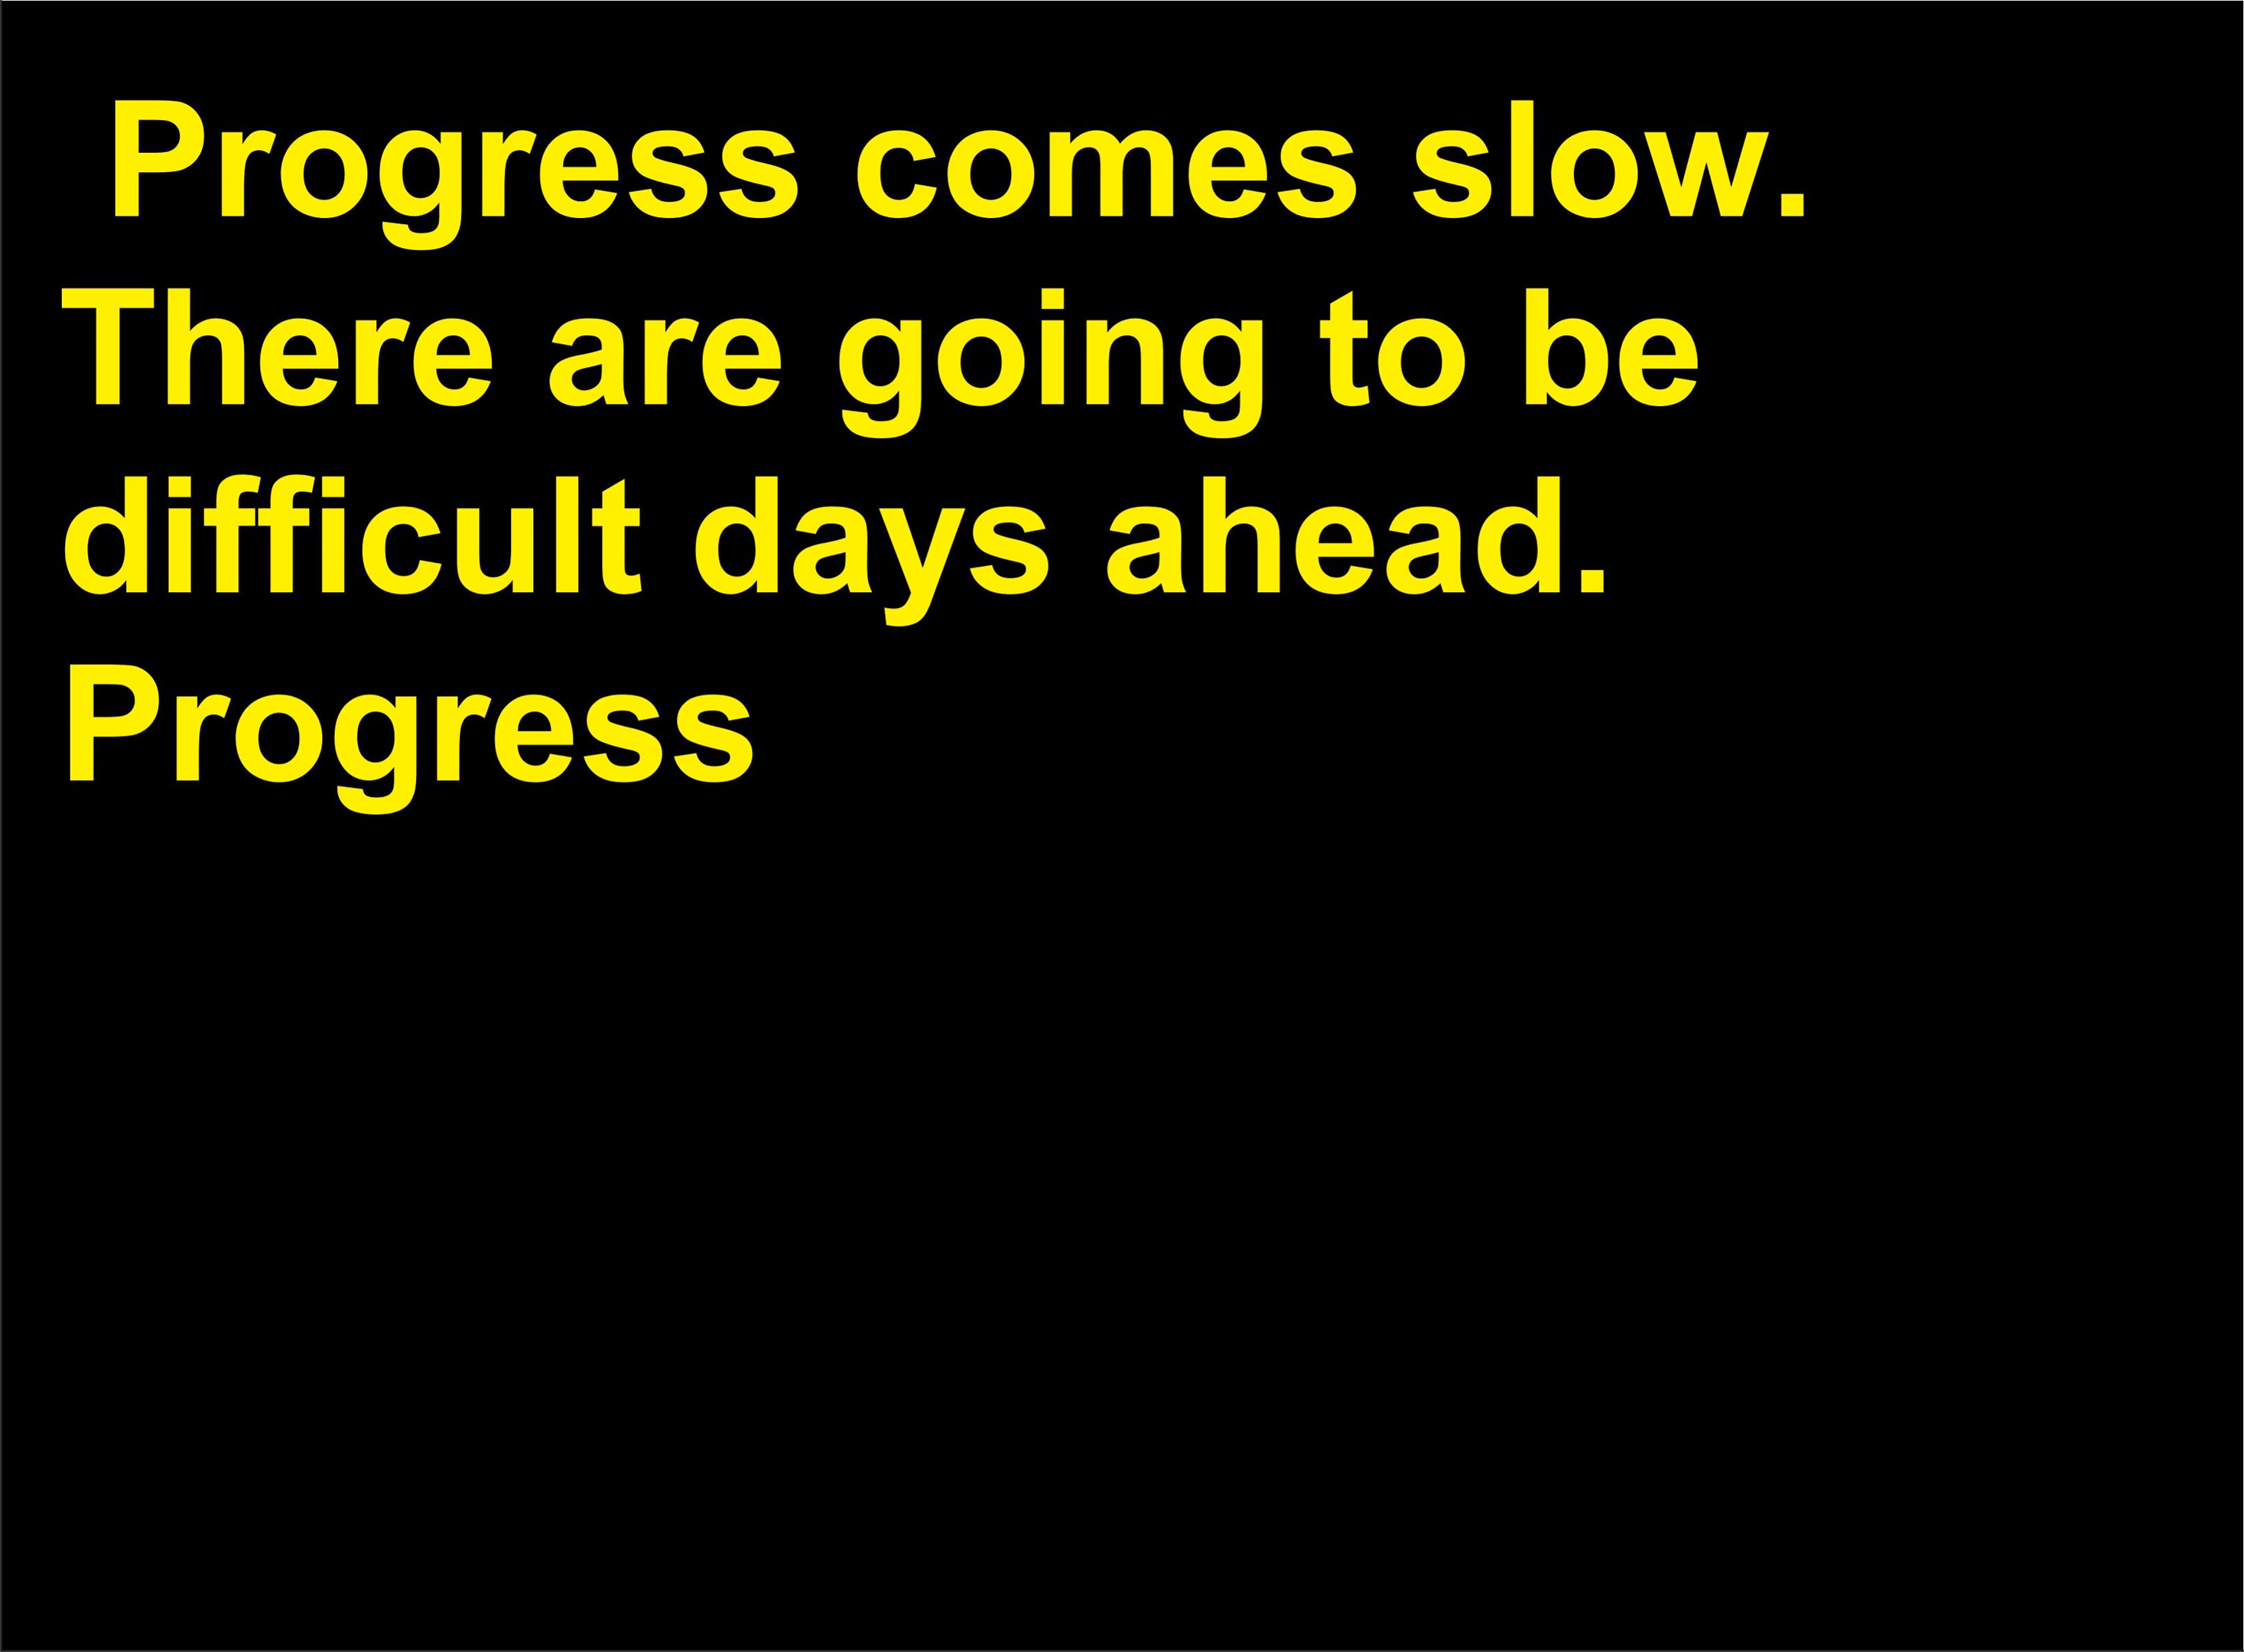 Progress comes slow.
There are going to be
difficult days ahead.
Progress